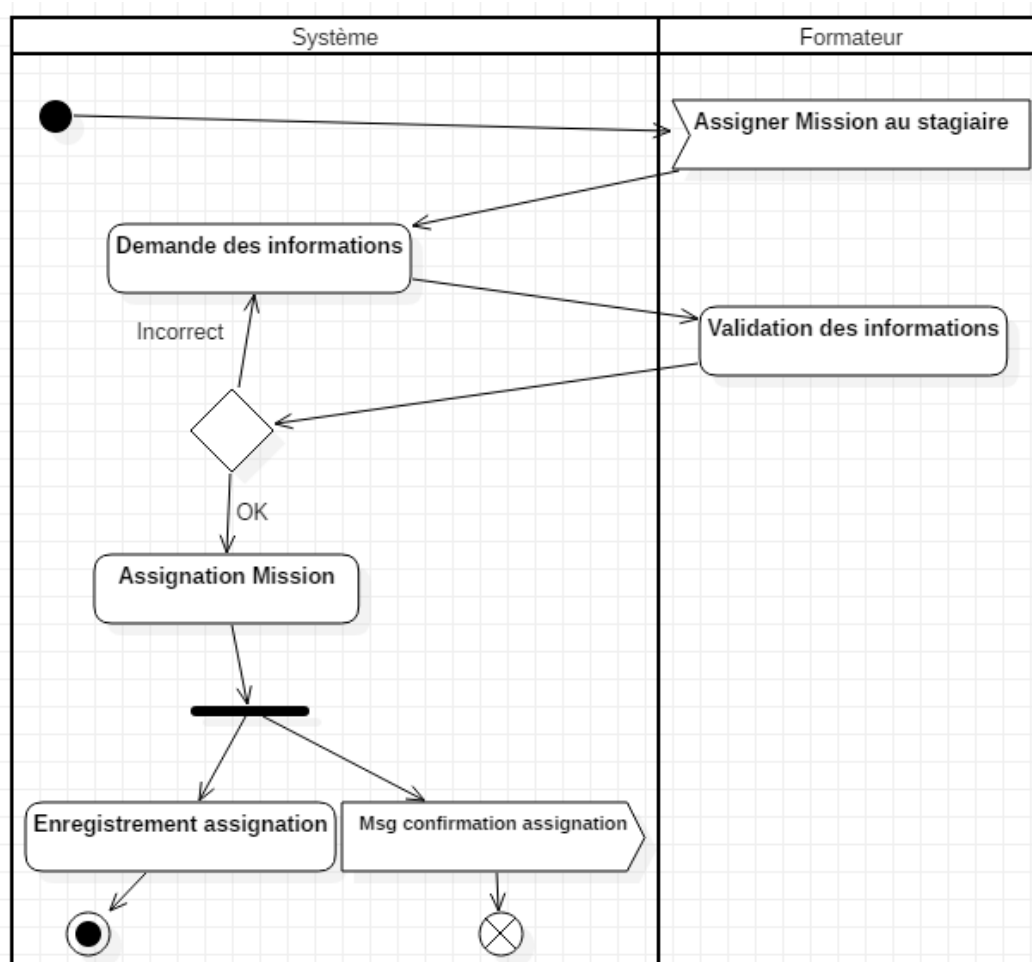 Système
Formateur
Assigner Mission au stagiaire
Demande des informations
Validation des informations
Incorrect
OK
Assignation Mission
Enregistrement assignation
Msg confirmation assignation